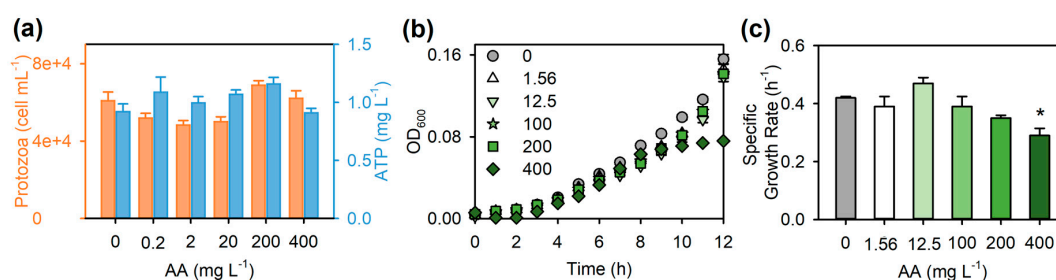 (a)
Protozoa (cell mL⁻¹)
8e+4
4e+4
0
1.5
1.0
0.5
0.0
ATP (mg L⁻¹)
0 0.2 2 20 200 400
AA (mg L⁻¹)
(b)
OD₆₀₀
0.16
0.08
0.00
0
1.56
12.5
100
200
400
0 2 4 6 8 10 12
Time (h)
(c)
Specific
Growth Rate (h⁻¹)
0.6
0.4
0.2
0.0
*
0 1.56 12.5 100 200 400
AA (mg L⁻¹)